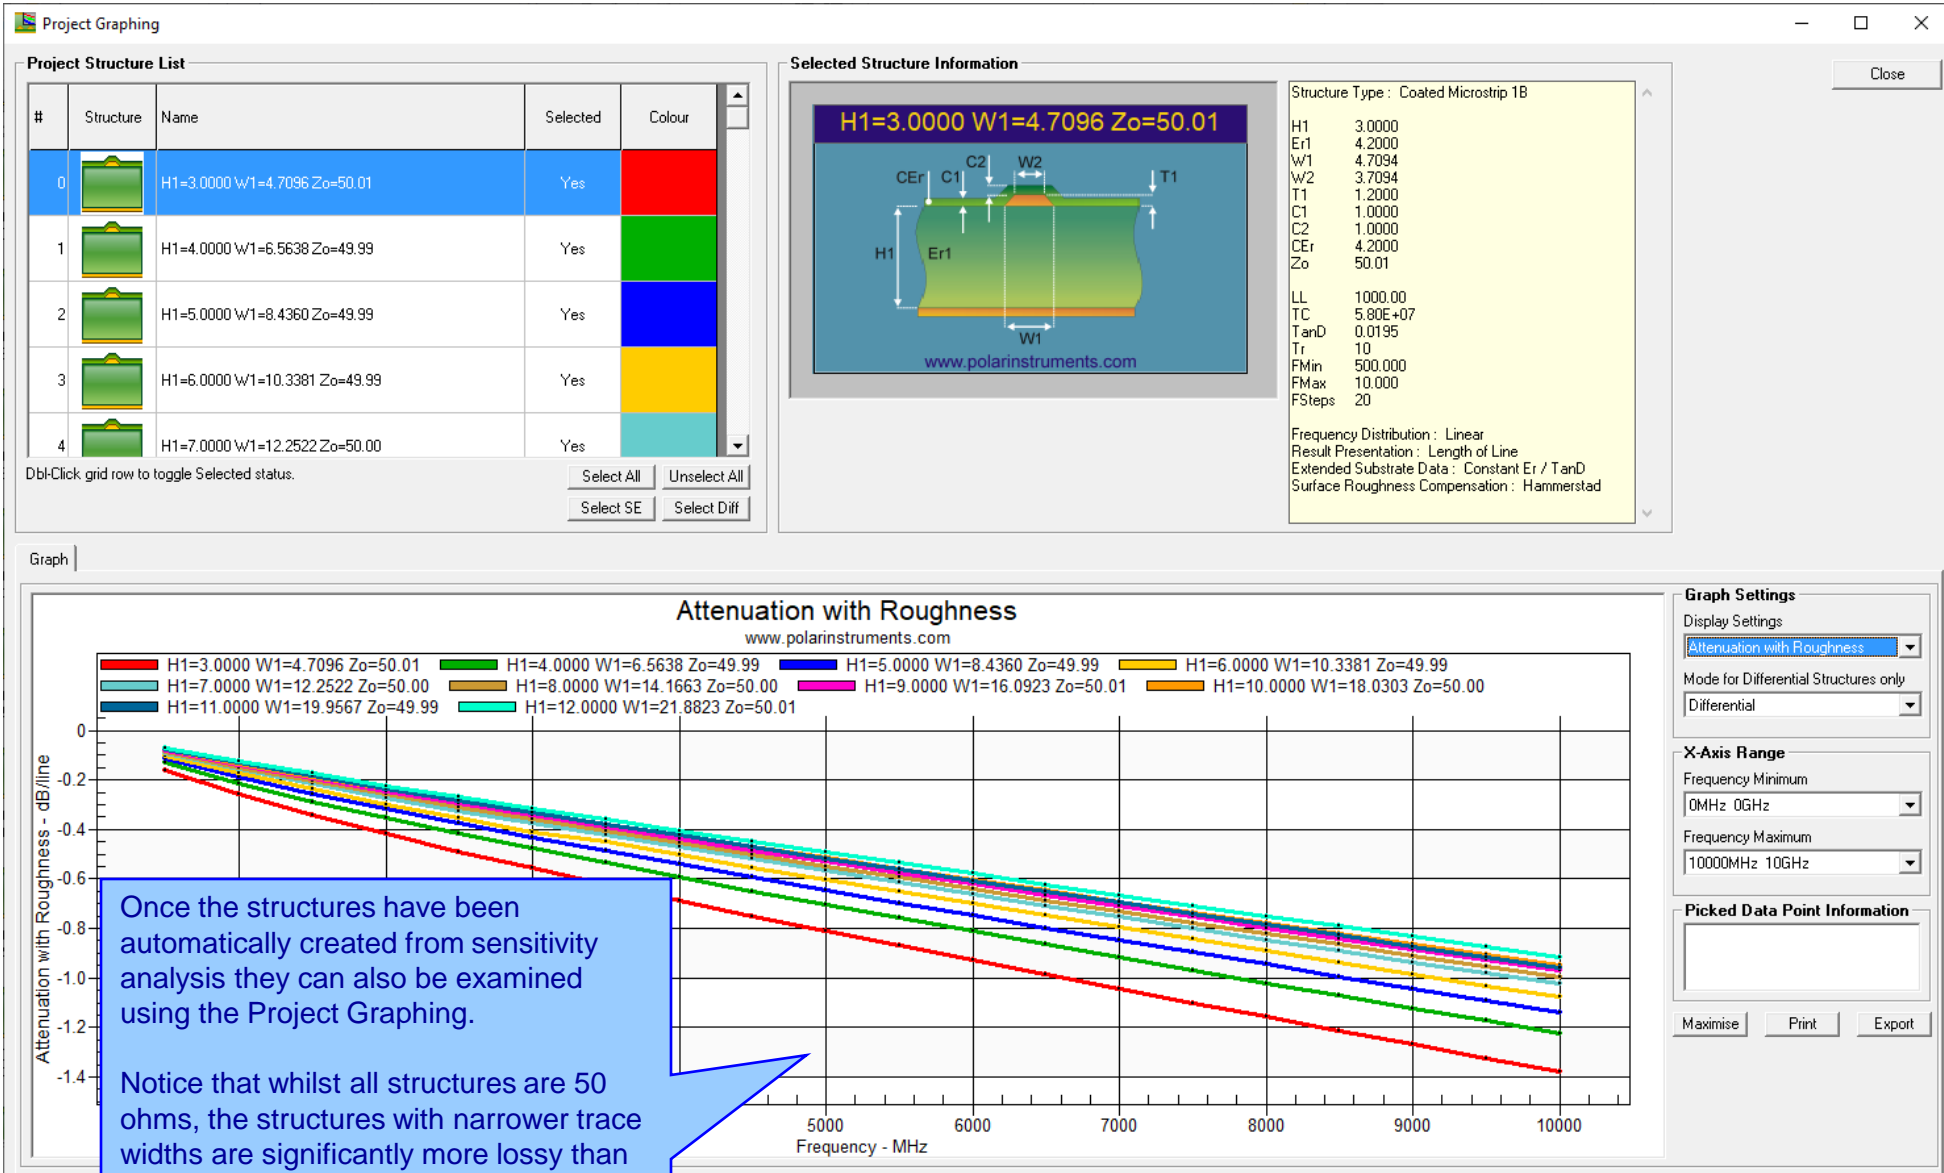 Project Graphing
Project Structure List
# Structure Name Selected Colour
0 H1=3.0000 W1=4.7096 Zo=50.01 Yes
1 H1=4.0000 W1=6.5638 Zo=49.99 Yes
2 H1=5.0000 W1=8.4360 Zo=49.99 Yes
3 H1=6.0000 W1=10.3381 Zo=49.99 Yes
4 H1=7.0000 W1=12.2522 Zo=50.00 Yes
Dbl-Click grid row to toggle Selected status.
Select All Unselect All
Select SE Select Diff
Selected Structure Information
H1=3.0000 W1=4.7096 Zo=50.01
C2 W2
CEr C1 T1
H1 Er1
W1
www.polarinstruments.com
Structure Type : Coated Microstrip 1B
H1 3.0000
Er1 4.2000
W1 4.7094
W2 3.7094
T1 1.2000
C1 1.0000
C2 1.0000
CEr 4.2000
Zo 50.01
LL 1000.00
TC 5.80E+07
TanD 0.0195
Tr 10
FMin 500.000
FMax 10.000
FSteps 20
Frequency Distribution : Linear
Result Presentation : Length of Line
Extended Substrate Data : Constant Er / TanD
Surface Roughness Compensation : Hammerstad
Close
Graph
Attenuation with Roughness
www.polarinstruments.com
H1=3.0000 W1=4.7096 Zo=50.01 H1=4.0000 W1=6.5638 Zo=49.99 H1=5.0000 W1=8.4360 Zo=49.99 H1=6.0000 W1=10.3381 Zo=49.99
H1=7.0000 W1=12.2522 Zo=50.00 H1=8.0000 W1=14.1663 Zo=50.00 H1=9.0000 W1=16.0923 Zo=50.01 H1=10.0000 W1=18.0303 Zo=50.00
H1=11.0000 W1=19.9567 Zo=49.99 H1=12.0000 W1=21.8823 Zo=50.01
Attenuation with Roughness - dB/line
0
-0.2
-0.4
-0.6
-0.8
-1.0
-1.2
-1.4
5000 6000 7000 8000 9000 10000
Frequency - MHz
Once the structures have been
automatically created from sensitivity
analysis they can also be examined
using the Project Graphing.
Notice that whilst all structures are 50
ohms, the structures with narrower trace
widths are significantly more lossy than
Graph Settings
Display Settings
Attenuation with Roughness
Mode for Differential Structures only
Differential
X-Axis Range
Frequency Minimum
0MHz 0GHz
Frequency Maximum
10000MHz 10GHz
Picked Data Point Information
Maximise Print Export